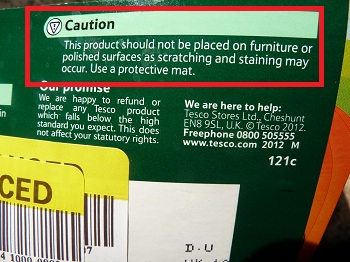 Caution
This product should not be placed on furniture or
polished surfaces as scratching and staining may
occur. Use a protective mat.
Our promise
We are happy to refund or
replace any Tesco product
which falls below the high
standard you expect. This does
not affect your statutory rights.
We are here to help:
Tesco Stores Ltd., Cheshunt
EN8 9SL, U.K. © Tesco 2012.
Freephone 0800 505555
www.tesco.com 2012 M
121c
in
CED
D.U